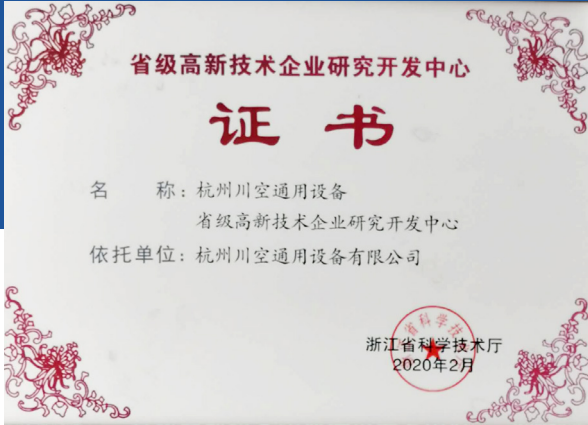 省级高新技术企业研究开发中心
证书
名 称：杭州川空通用设备
省级高新技术企业研究开发中心
依托单位：杭州川空通用设备有限公司
浙江省科学技术厅
2020年2月